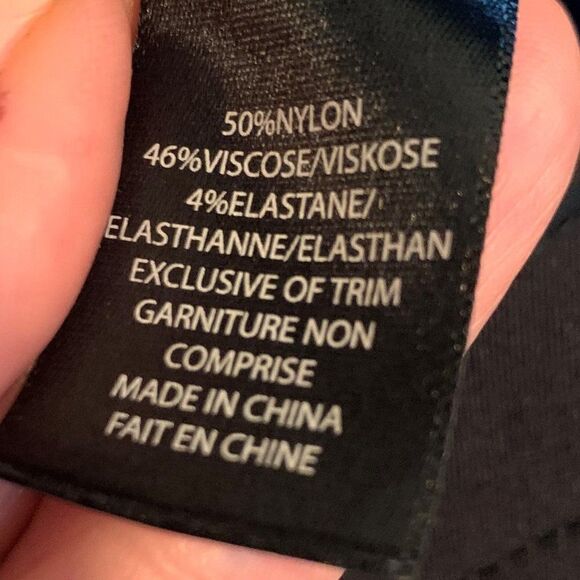 50%NYLON
46%VISCOSE/VISKOSE
4%ELASTANE/
ELASTHANNE/ELASTHAN
EXCLUSIVE OF TRIM
GARNITURE NON
COMPRISE
MADE IN CHINA
FAIT EN CHINE